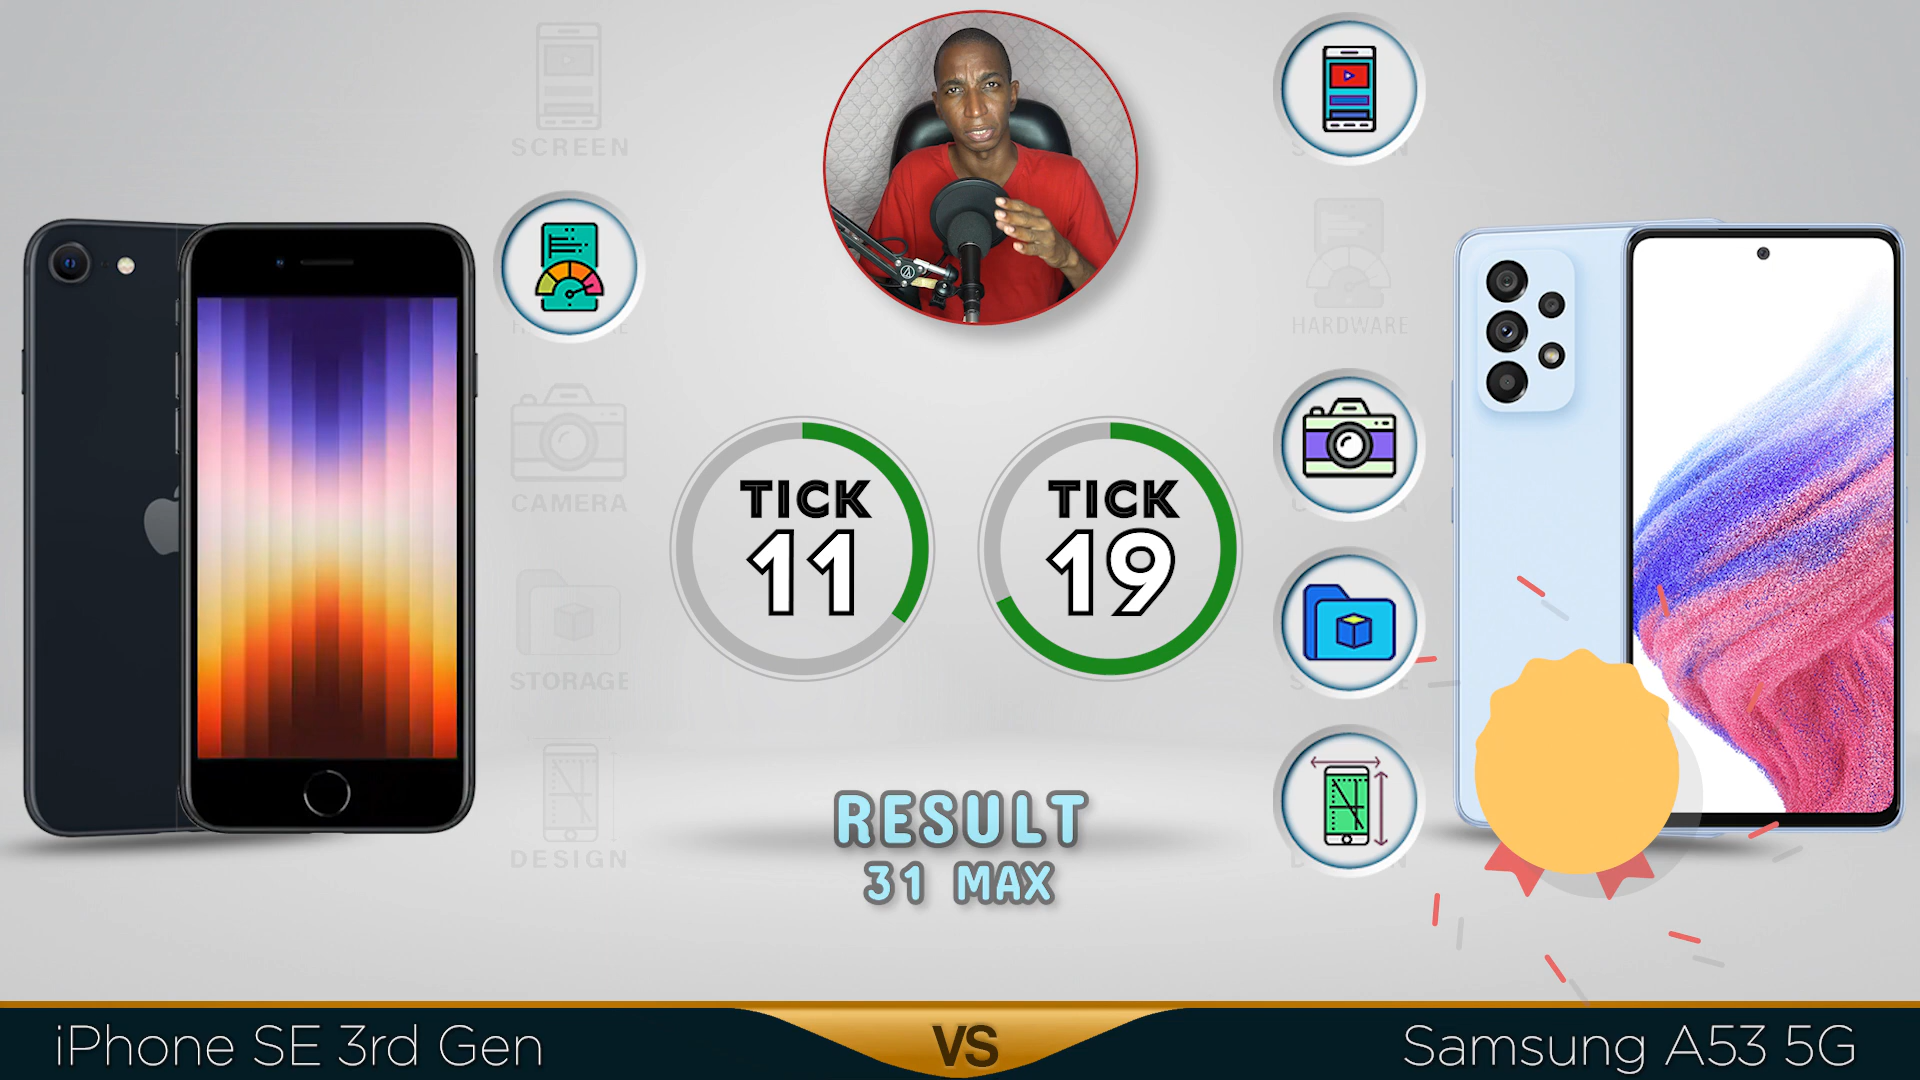 SCREEN
HARDWARE
CAMERA
CAMERA
STORAGE
DESIGN
TICK
11
TICK
19
RESULT
31 MAX
iPhone SE 3rd Gen
VS
Samsung A53 5G